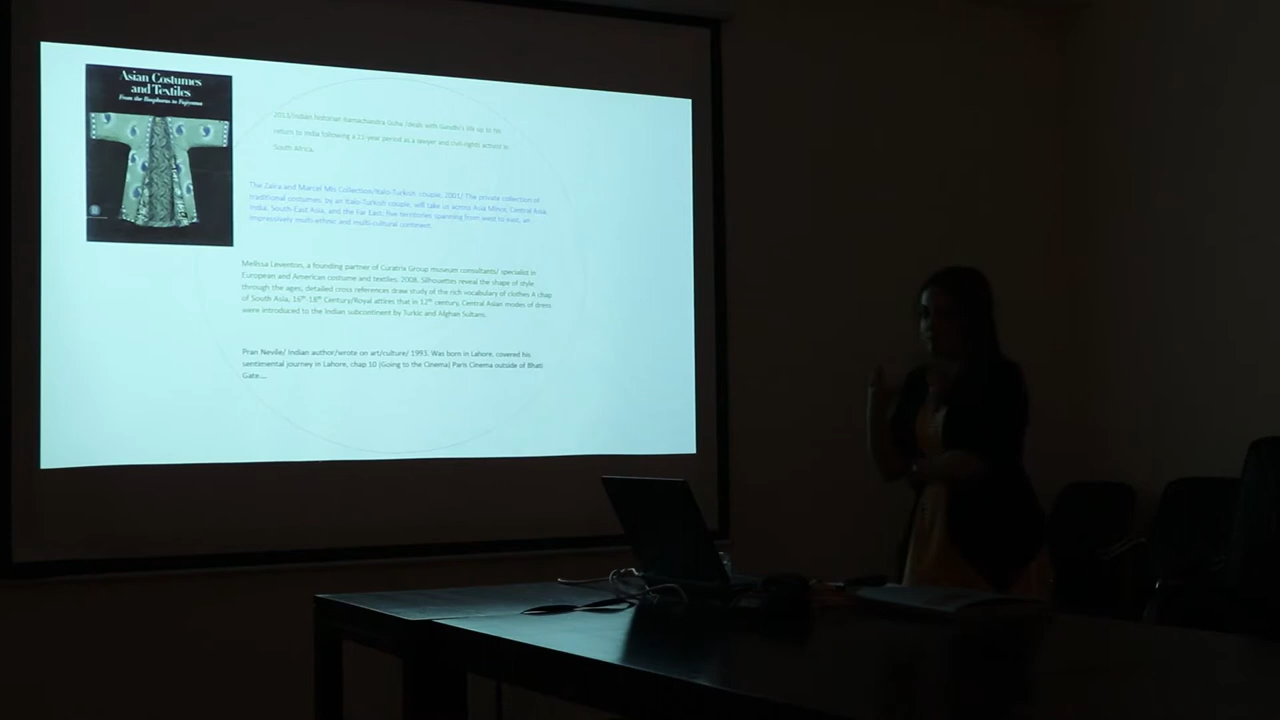 Asian Costumes
and Textiles
From the Bosphorus to Fujiyama
2013/Indian historian Ramachandra Guha /deals with Gandhi's life up to his
return to India following a 21-year period as a lawyer and civil-rights activist in
South Africa.
The Zaira and Marcel Mis Collection/Italo-Turkish couple, 2001/ The private collection of
traditional costumes, by an Italo-Turkish couple, will take us across Asia Minor, Central Asia,
India, South-East Asia, and the Far East: five territories spanning from west to east, an
impressively multi-ethnic and multi-cultural continent.
Melissa Leventon, a founding partner of Curatrix Group museum consultants/ specialist in
European and American costume and textiles, 2008. Silhouettes reveal the shape of style
through the ages, detailed cross references draw study of the rich vocabulary of clothes A chap
of South Asia, 16th-18th Century/Royal attires that in 12th century, Central Asian modes of dress
were introduced to the Indian subcontinent by Turkic and Afghan Sultans.
Pran Nevile/ Indian author/wrote on art/culture/ 1993. Was born in Lahore, covered his
sentimental journey in Lahore, chap 10 (Going to the Cinema) Paris Cinema outside of Bhati
Gate....